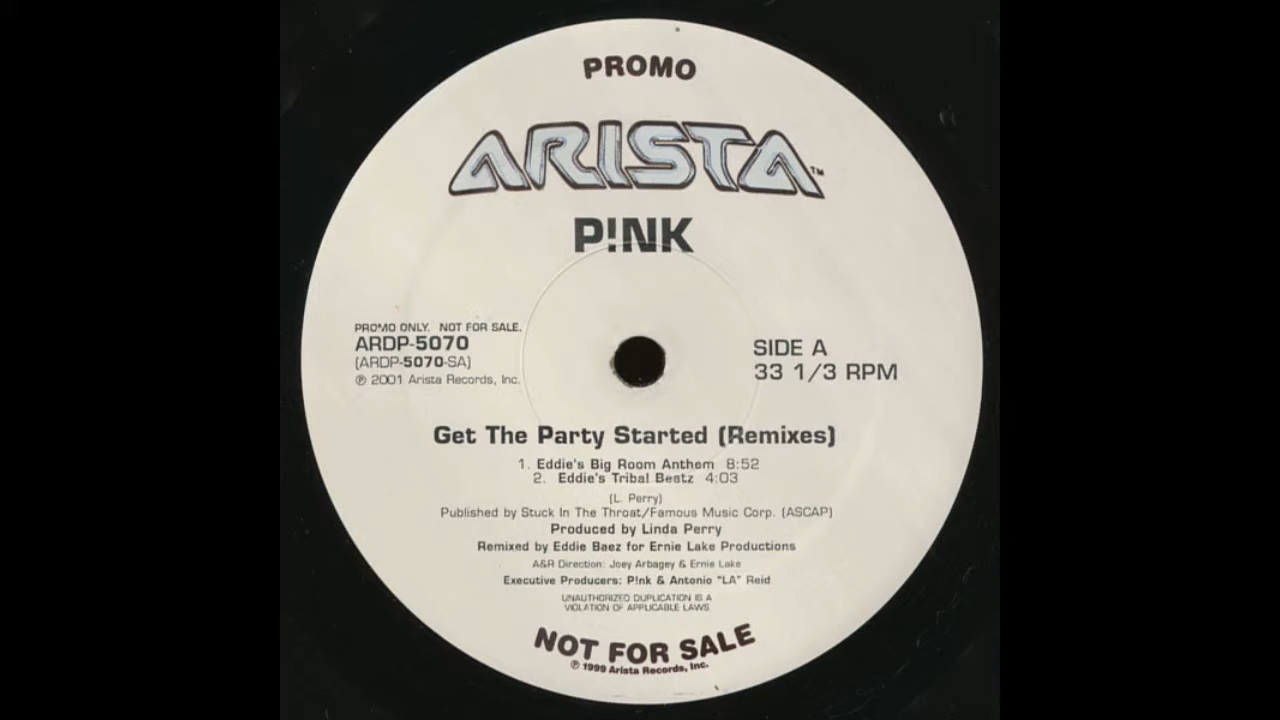 PROMO
ARISTA™
P!NK
PROMO ONLY. NOT FOR SALE.
ARDP-5070
(ARDP-5070-SA)
℗ 2001 Arista Records, Inc.
SIDE A
33 1/3 RPM
Get The Party Started (Remixes)
1. Eddie's Big Room Anthem 8:52
2. Eddie's Tribal Beatz 4:03
(L. Perry)
Published by Stuck In The Throat/Famous Music Corp. (ASCAP)
Produced by Linda Perry
Remixed by Eddie Baez for Ernie Lake Productions
A&R Direction: Joey Arbagey & Ernie Lake
Executive Producers: P!nk & Antonio "LA" Reid
UNAUTHORIZED DUPLICATION IS A
VIOLATION OF APPLICABLE LAWS
NOT FOR SALE
℗ 1999 Arista Records, Inc.